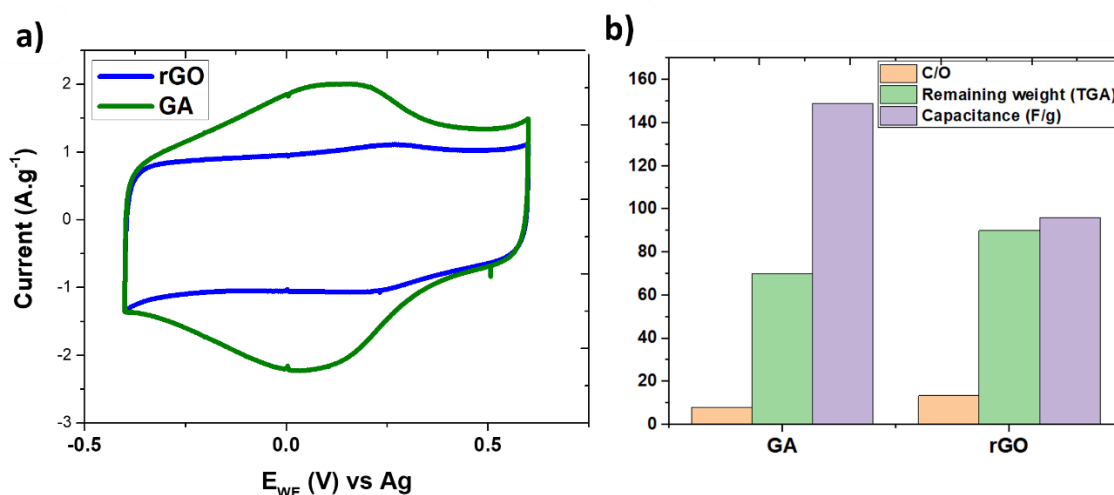 a)
rGO
GA
2
1
0
-1
-2
-3
-0.5
0.0
0.5
Current (A.g-1)
EWE (V) vs Ag
b)
C/O
Remaining weight (TGA)
Capacitance (F/g)
160
140
120
100
80
60
40
20
0
GA
rGO